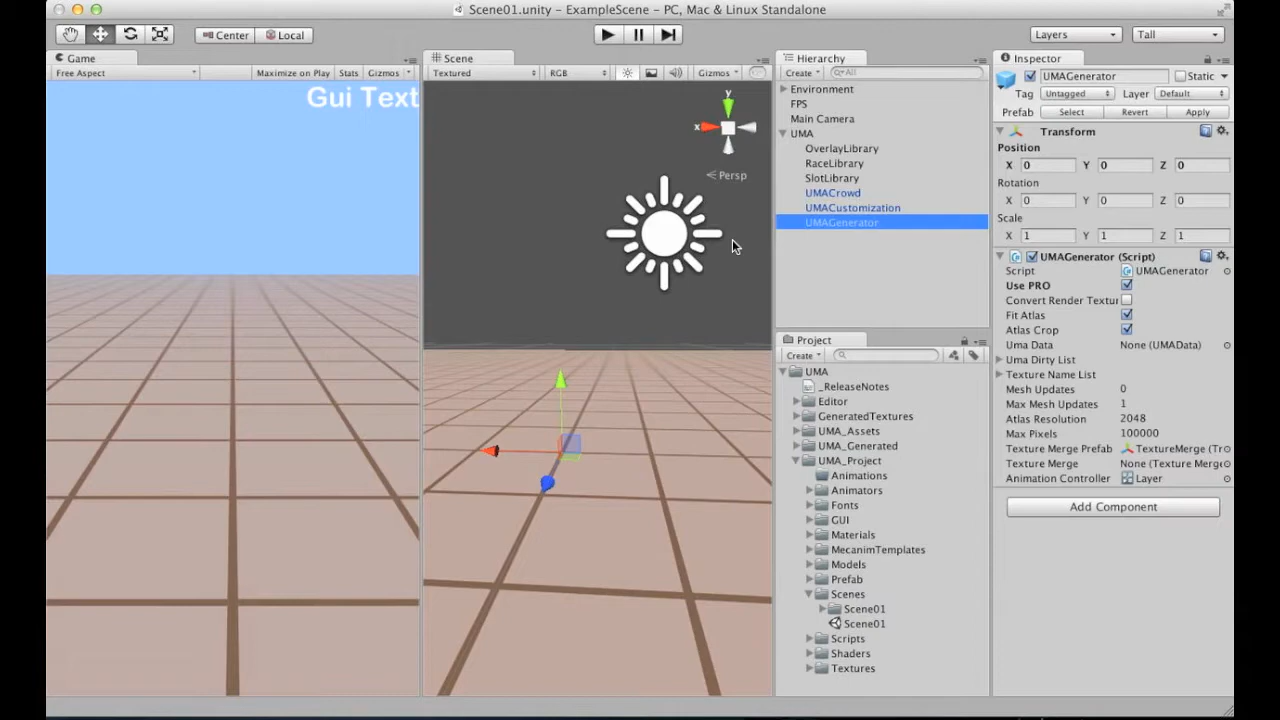 Scene01.unity - ExampleScene - PC, Mac & Linux Standalone
Center
Local
Layers
Tall
Game
Free Aspect
Maximize on Play
Stats
Gizmos
Gui Text
Scene
Textured
RGB
Gizmos
y
x
Persp
Hierarchy
Create
All
Environment
FPS
Main Camera
UMA
OverlayLibrary
RaceLibrary
SlotLibrary
UMACrowd
UMACustomization
UMAGenerator
Project
Create
UMA
_ReleaseNotes
Editor
GeneratedTextures
UMA_Assets
UMA_Generated
UMA_Project
Animations
Animators
Fonts
GUI
Materials
MecanimTemplates
Models
Prefab
Scenes
Scene01
Scene01
Scripts
Shaders
Textures
Inspector
UMAGenerator
Static
Tag Untagged Layer Default
Prefab Select Revert Apply
Transform
Position
X 0 Y 0 Z 0
Rotation
X 0 Y 0 Z 0
Scale
X 1 Y 1 Z 1
UMAGenerator (Script)
Script UMAGenerator
Use PRO
Convert Render Textur
Fit Atlas
Atlas Crop
Uma Data None (UMAData)
Uma Dirty List
Texture Name List
Mesh Updates 0
Max Mesh Updates 1
Atlas Resolution 2048
Max Pixels 100000
Texture Merge Prefab TextureMerge (Tra
Texture Merge None (Texture Merge
Animation Controller Layer
Add Component